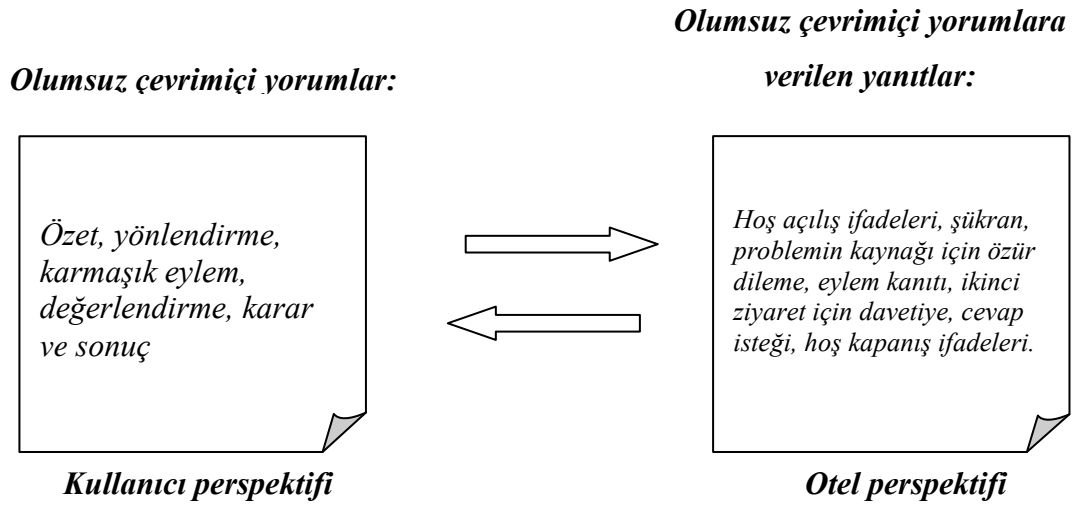 Olumsuz çevrimiçi yorumlar:
Özet, yönlendirme,
karmaşık eylem,
değerlendirme, karar
ve sonuç
Kullanıcı perspektifi
Olumsuz çevrimiçi yorumlara
verilen yanıtlar:
Hoş açılış ifadeleri, şükran,
problemin kaynağı için özür
dileme, eylem kanıtı, ikinci
ziyaret için davetiye, cevap
isteği, hoş kapanış ifadeleri.
Otel perspektifi